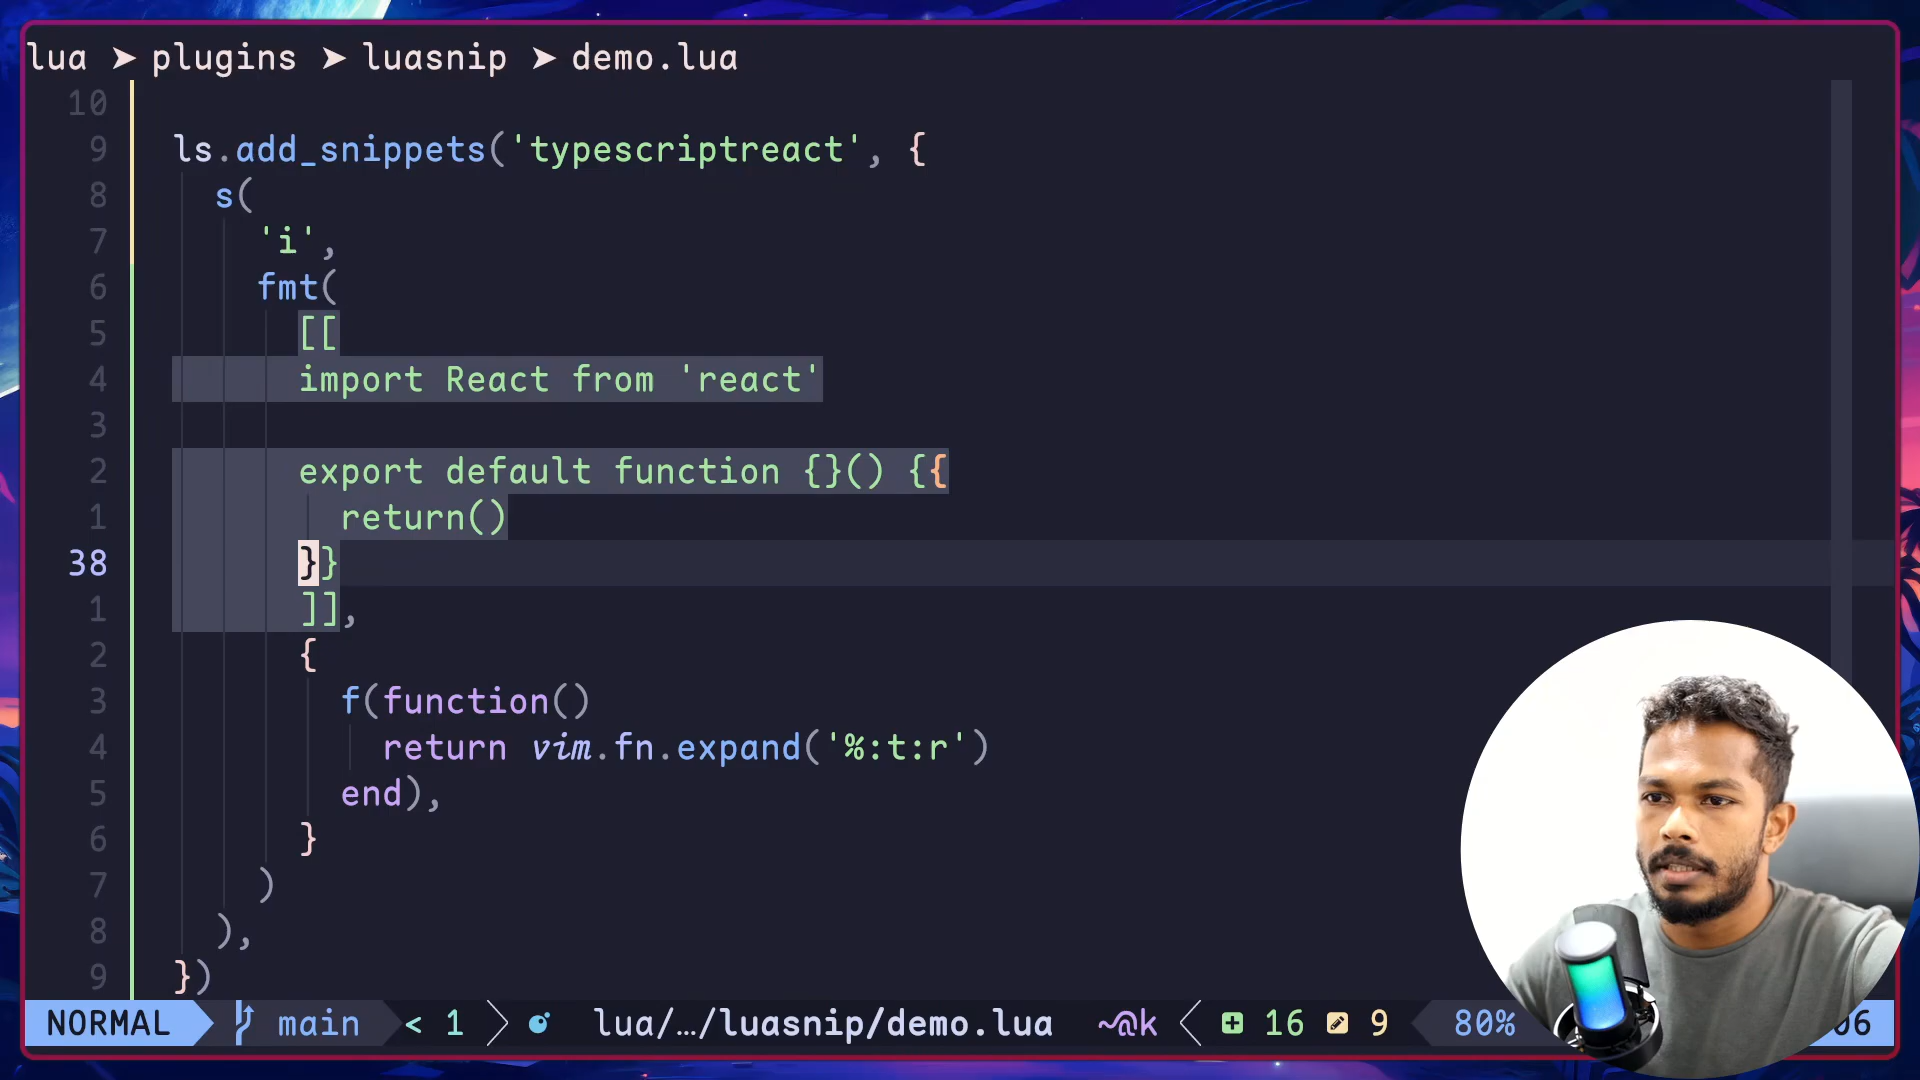 lua ➤ plugins ➤ luasnip ➤ demo.lua
10
9 ls.add_snippets('typescriptreact', {
8 s(
7 'i',
6 fmt(
5 [[
4 import React from 'react'
3
2 export default function {}() {{
1 return()
38 }}
1 ]],
2 {
3 f(function()
4 return vim.fn.expand('%:t:r')
5 end),
6 }
7 )
8 ),
9 })
NORMAL main < 1 lua/…/luasnip/demo.lua ~@k 16 9 80% 06